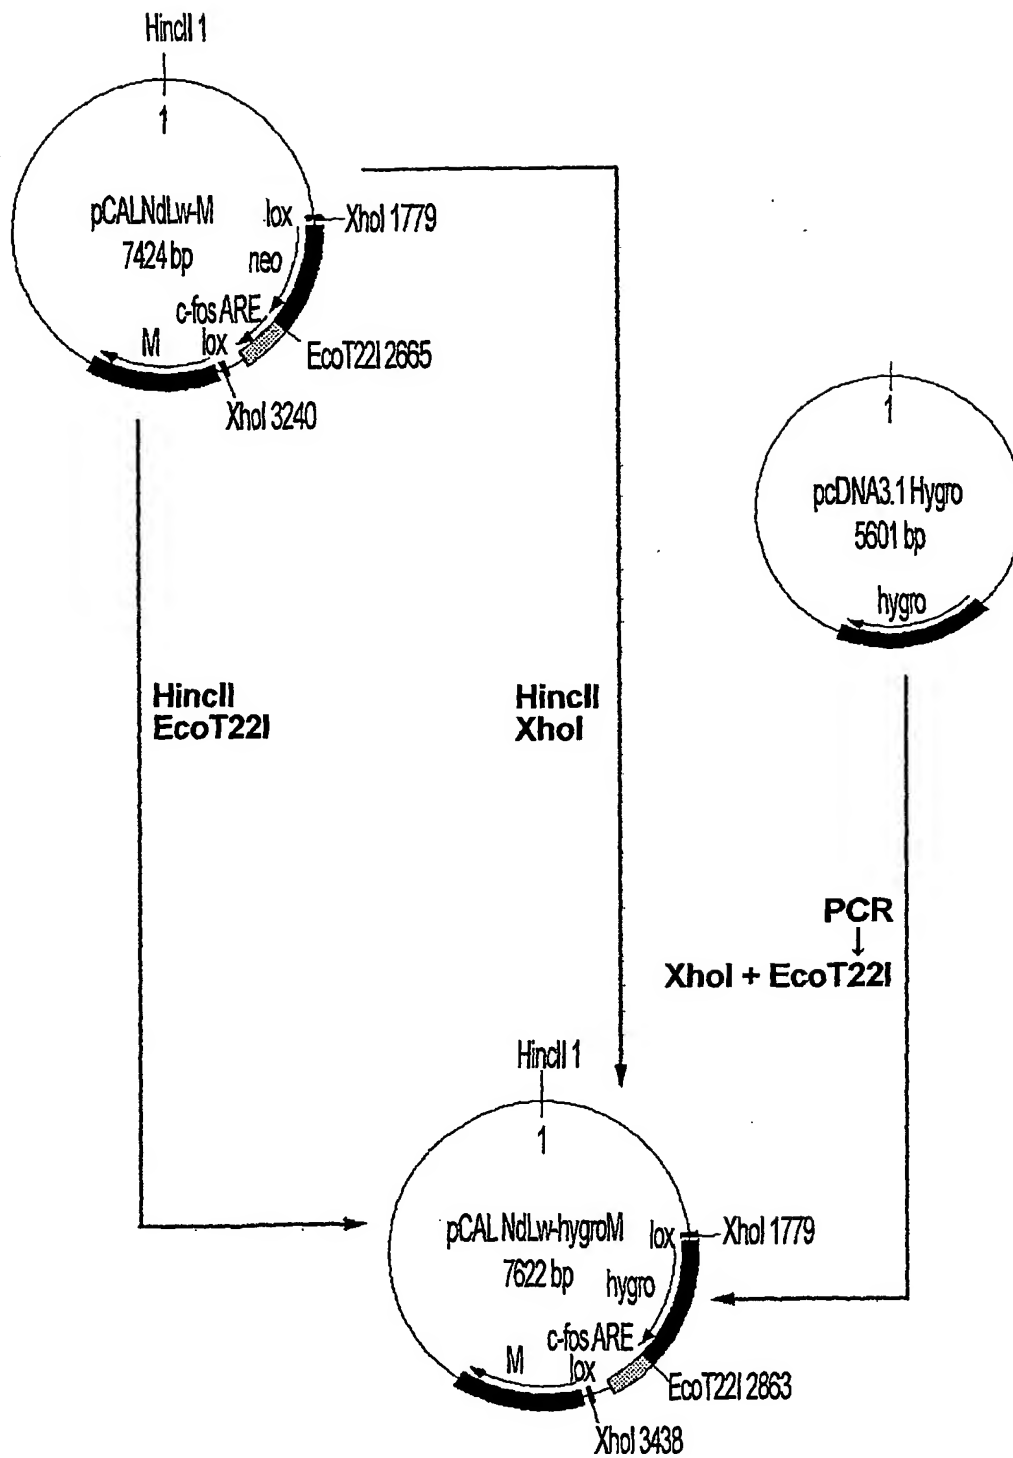 HincII 1
1
pCALNdLw-M
7424 bp
lox
XhoI 1779
neo
c-fos ARE
M
lox
EcoT22I 2665
XhoI 3240
1
pcDNA3.1 Hygro
5601 bp
hygro
HincII
EcoT22I
HincII
XhoI
PCR
↓
XhoI + EcoT22I
HincII 1
1
pCALNdLw-hygroM
7622 bp
lox
XhoI 1779
hygro
c-fos ARE
M
lox
EcoT22I 2863
XhoI 3438